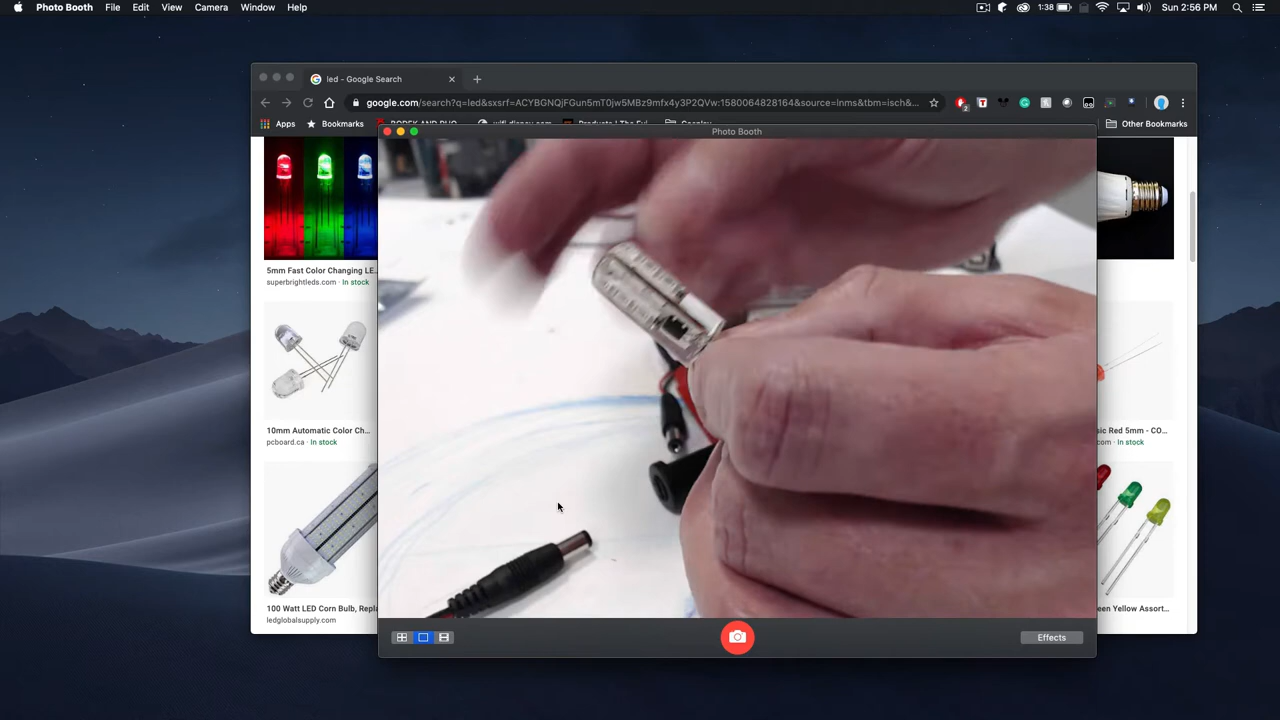 Photo Booth File Edit View Camera Window Help 1:38 Sun 2:56 PM
led - Google Search
google.com/search?q=led&sxsrf=ACYBGNQjFGun5mT0jw5MBz9mfx4y3P2QVw:1580064828164&source=lnms&tbm=isch&...
Apps Bookmarks Other Bookmarks
Photo Booth
5mm Fast Color Changing LE...
superbrightleds.com · In stock
10mm Automatic Color Ch...
pcboard.ca · In stock
sic Red 5mm - CO...
com · In stock
100 Watt LED Corn Bulb, Repla
ledglobalsupply.com
een Yellow Assort...
Effects